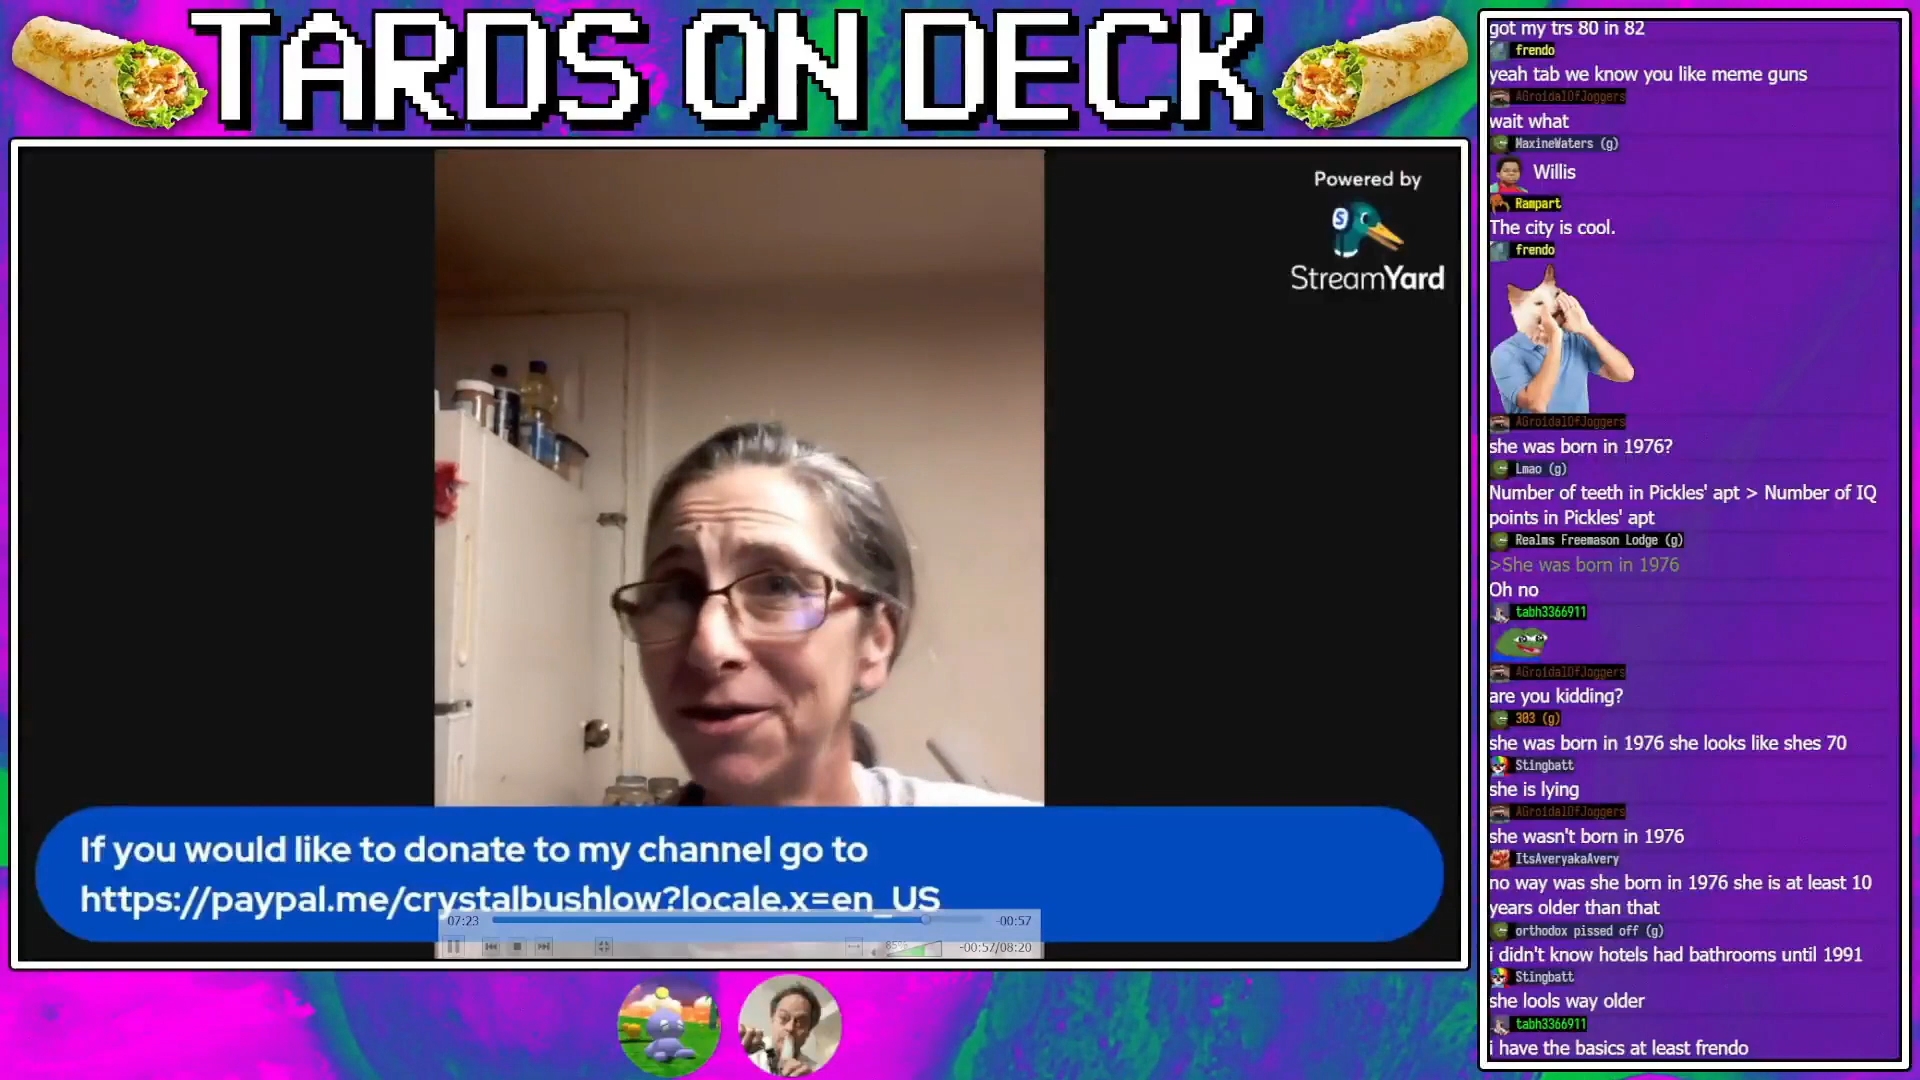 TARDS ON DECK
Powered by
StreamYard
If you would like to donate to my channel go to
https://paypal.me/crystalbushlow?locale.x=en_US
07:23
-00:57
85%
-00:57/08:20
got my trs 80 in 82
frendo
yeah tab we know you like meme guns
AGroidalOfJoggers
wait what
MaxineWaters (g)
Willis
Rampart
The city is cool.
frendo
AGroidalOfJoggers
she was born in 1976?
Lmao (g)
Number of teeth in Pickles' apt > Number of IQ
points in Pickles' apt
Realms Freemason Lodge (g)
>She was born in 1976
Oh no
tabh3366911
AGroidalOfJoggers
are you kidding?
303 (g)
she was born in 1976 she looks like shes 70
Stingbatt
she is lying
AGroidalOfJoggers
she wasn't born in 1976
ItsAveryakaAvery
no way was she born in 1976 she is at least 10
years older than that
orthodox pissed off (g)
i didn't know hotels had bathrooms until 1991
Stingbatt
she lools way older
tabh3366911
i have the basics at least frendo